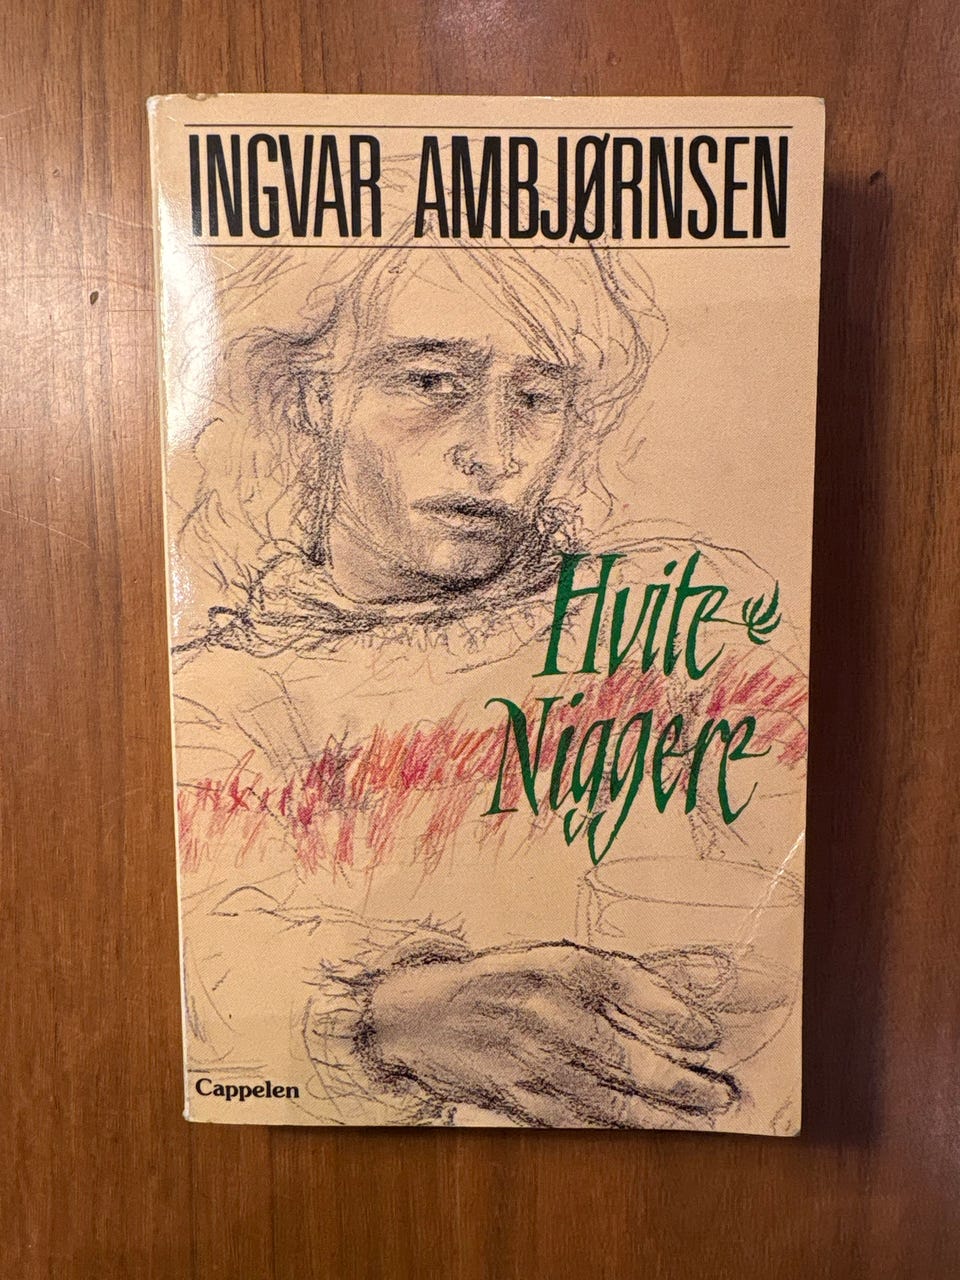 INGVAR AMBJØRNSEN
Hvite
Niggere
Cappelen